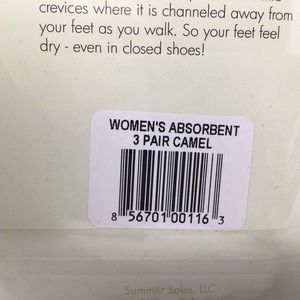 crevices where it is channeled away from
your feet as you walk. So your feet feel
dry - even in closed shoes!
WOMEN'S ABSORBENT
3 PAIR CAMEL
8 56701 00116 3
Summer Soles, LLC